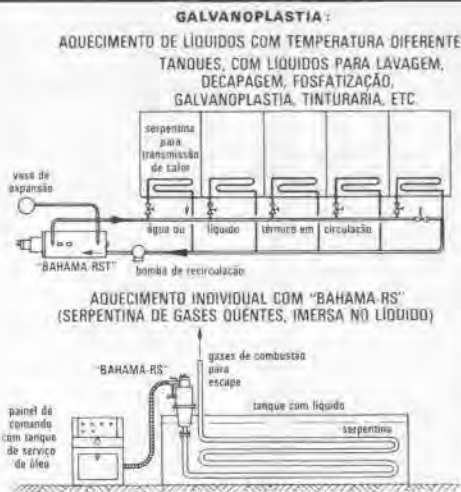 GALVANOPLASTIA:
AQUECIMENTO DE LÍQUIDOS COM TEMPERATURA DIFERENTE
TANQUES, COM LÍQUIDOS PARA LAVAGEM,
DECAPAGEM, FOSFATIZAÇÃO,
GALVANOPLASTIA, TINTURARIA, ETC.
serpentina
para
transmissão
de calor
vaso de
expansão
água ou líquido térmico em circulação
"BAHAMA-RST"
bomba de recirculação
AQUECIMENTO INDIVIDUAL COM "BAHAMA-RS"
(SERPENTINA DE GASES QUENTES, IMERSA NO LÍQUIDO)
gases de combustão
para
escape
"BAHAMA-RS"
tanque com líquido
serpentina
painel de
comando
com tanque
de serviço
de óleo